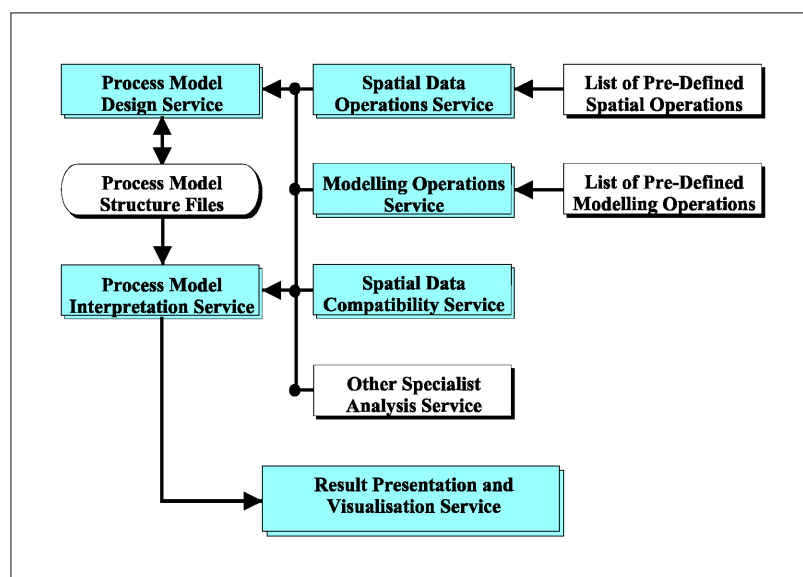 Process Model
Design Service
Spatial Data
Operations Service
List of Pre-Defined
Spatial Operations
Process Model
Structure Files
Modelling Operations
Service
List of Pre-Defined
Modelling Operations
Process Model
Interpretation Service
Spatial Data
Compatibility Service
Other Specialist
Analysis Service
Result Presentation and
Visualisation Service